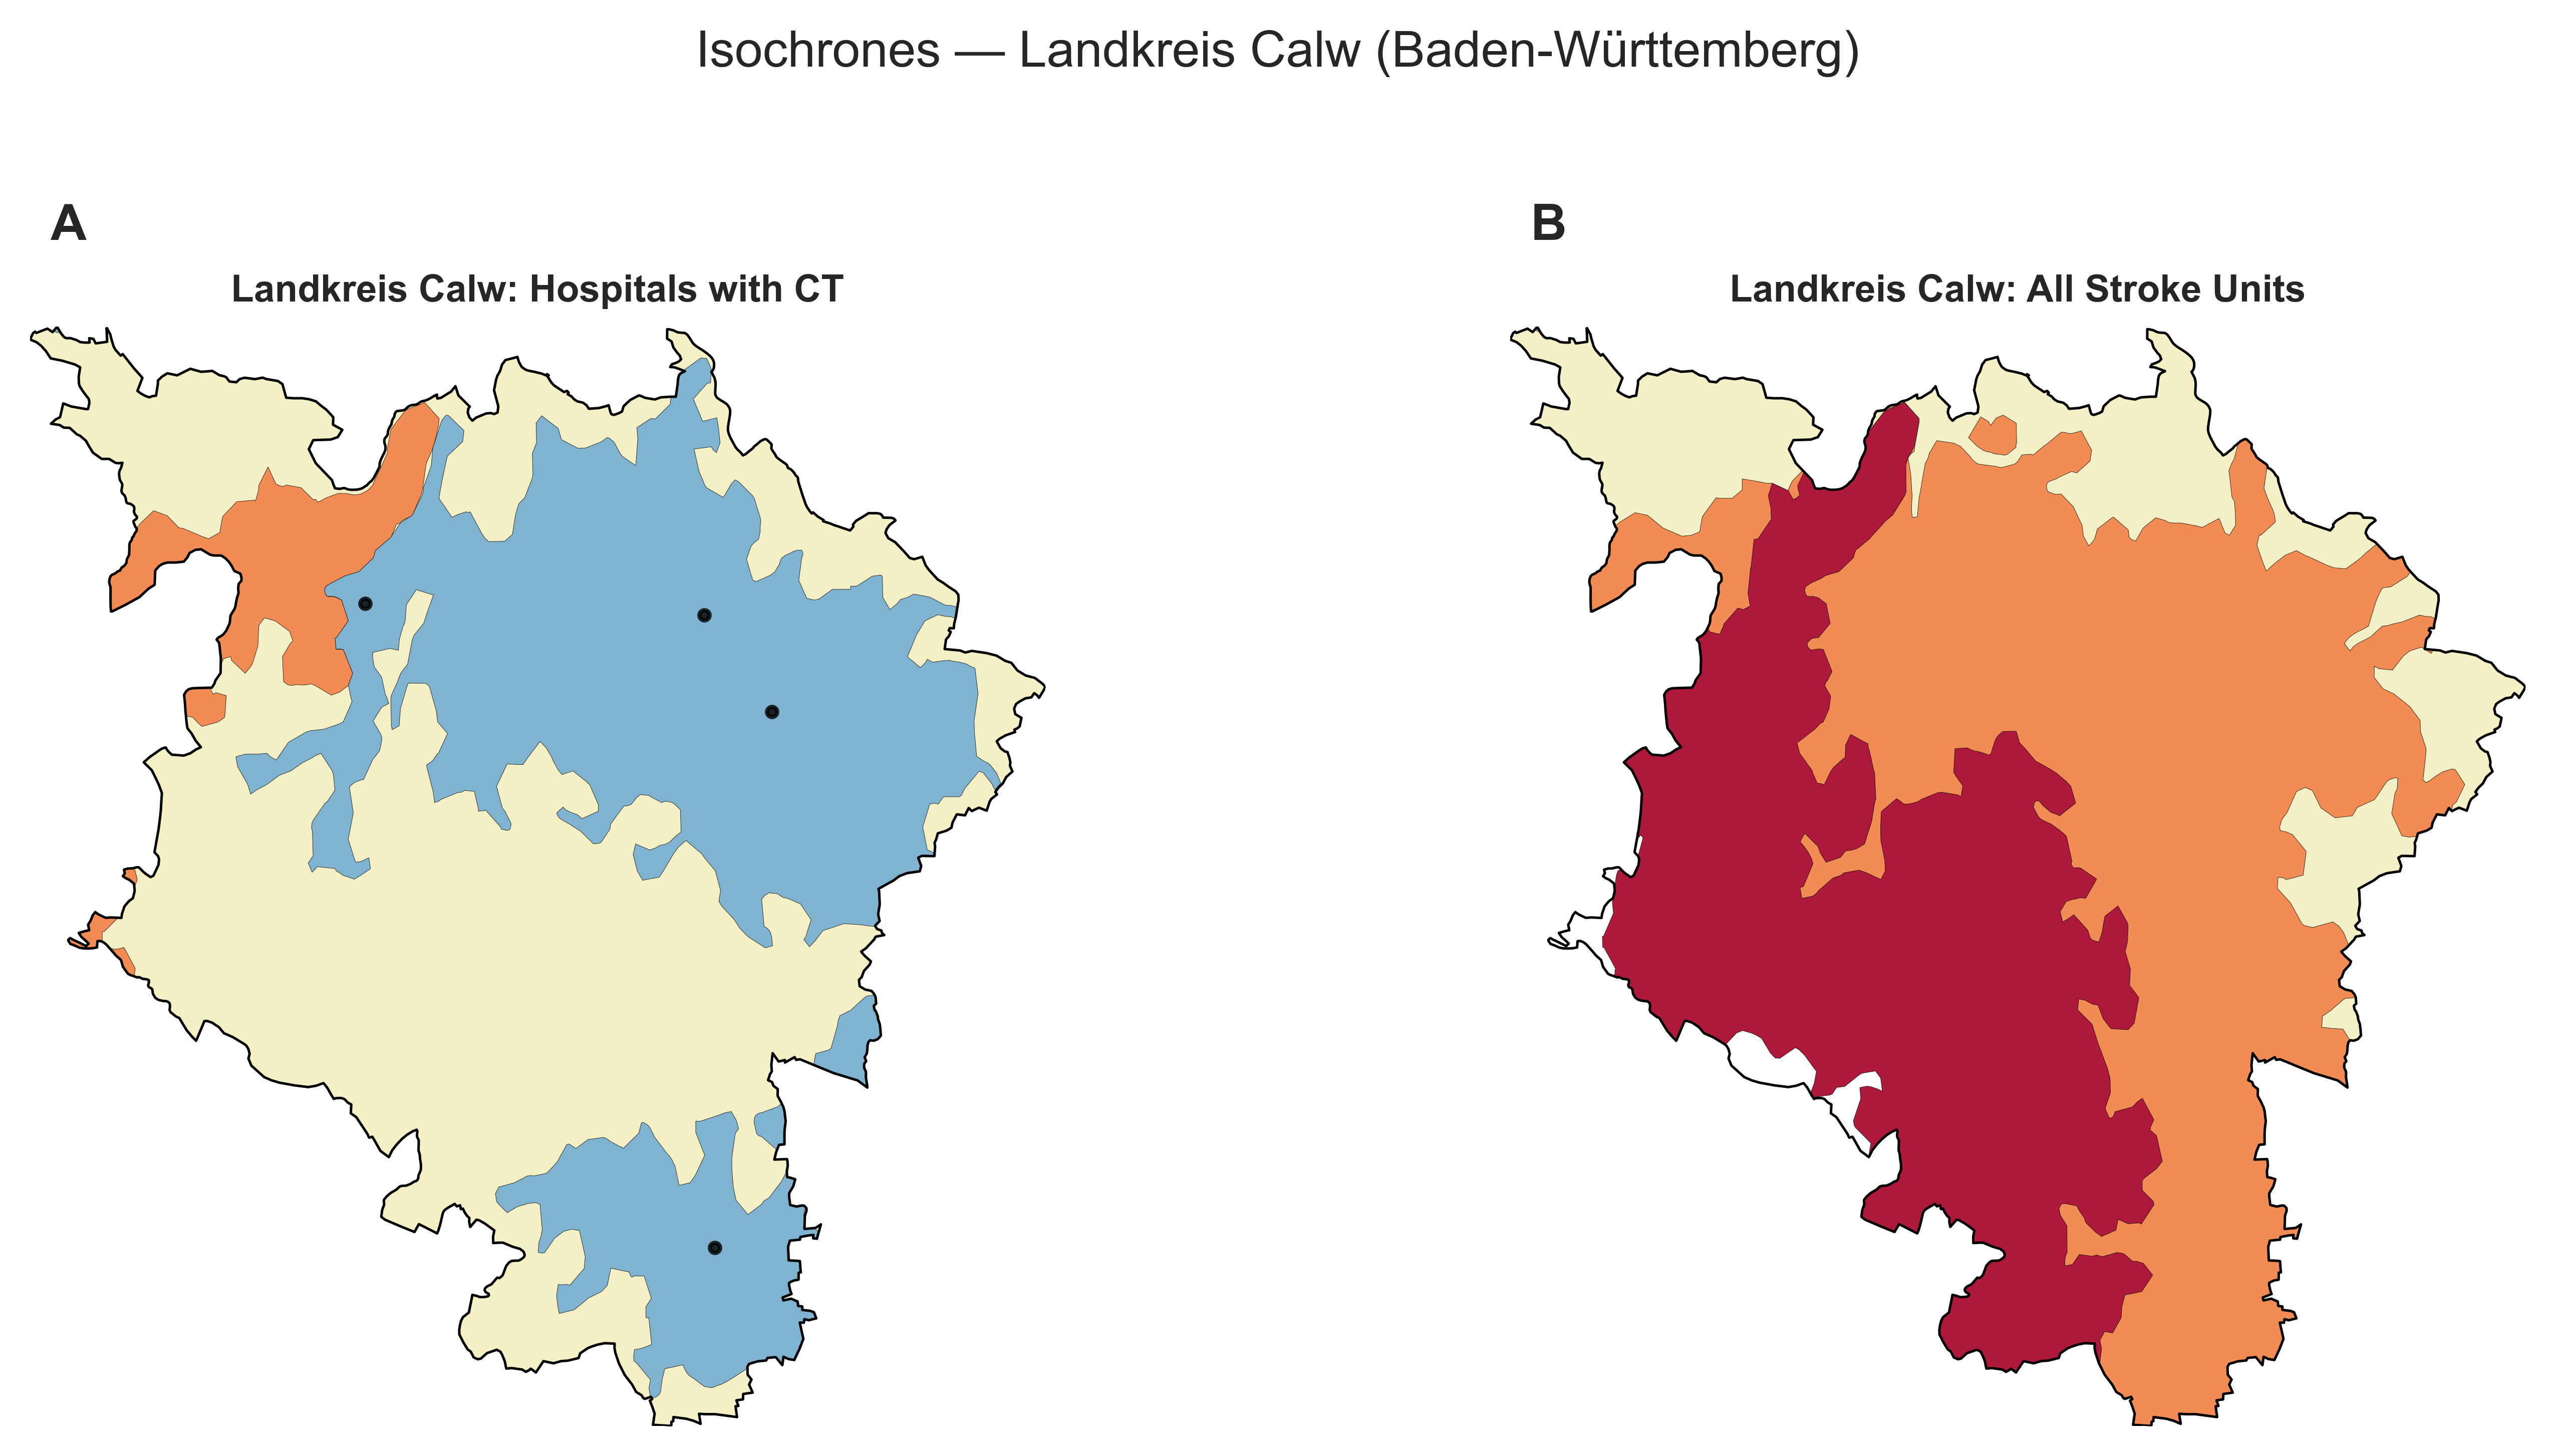 Isochrones — Landkreis Calw (Baden-Württemberg)
A
B
Landkreis Calw: Hospitals with CT
Landkreis Calw: All Stroke Units